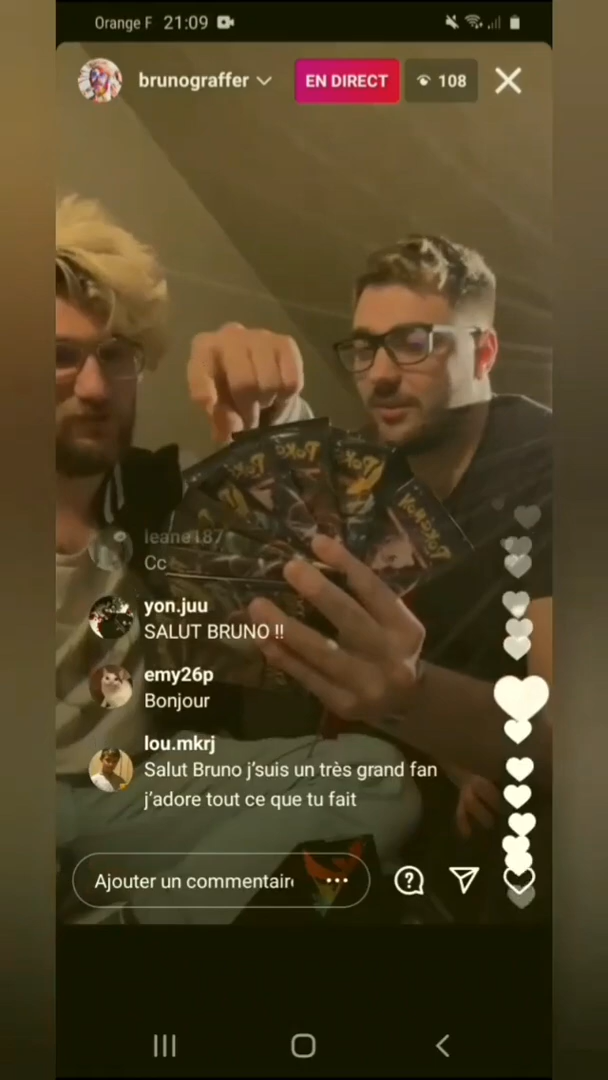 Orange F 21:09
brunograffer
EN DIRECT
108
leane187
Cc
yon.juu
SALUT BRUNO !!
emy26p
Bonjour
lou.mkrj
Salut Bruno j'suis un très grand fan
j'adore tout ce que tu fait
Ajouter un commentair